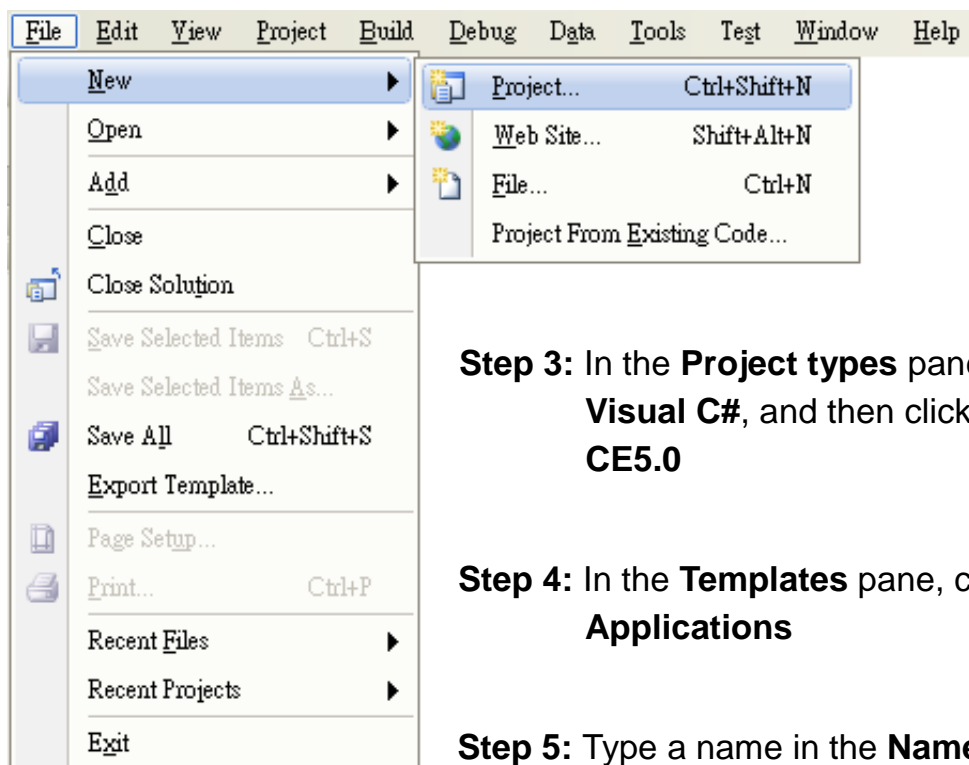 File Edit View Project Build Debug Data Tools Test Window Help
New
Open
Add
Close
Close Solution
Save Selected Items Ctrl+S
Save Selected Items As...
Save All Ctrl+Shift+S
Export Template...
Page Setup...
Print... Ctrl+P
Recent Files
Recent Projects
Exit
Project... Ctrl+Shift+N
Web Site... Shift+Alt+N
File... Ctrl+N
Project From Existing Code...
Step 3: In the Project types pan
Visual C#, and then click
CE5.0
Step 4: In the Templates pane, c
Applications
Step 5: Type a name in the Name